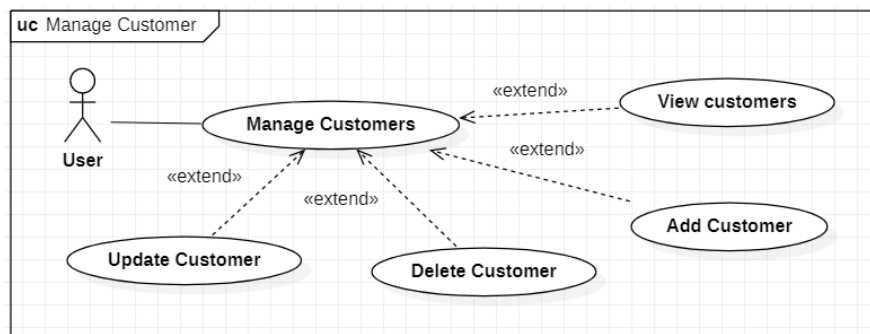 uc Manage Customer
«extend»
View customers
Manage Customers
User
«extend»
«extend»
«extend»
Add Customer
Update Customer
Delete Customer